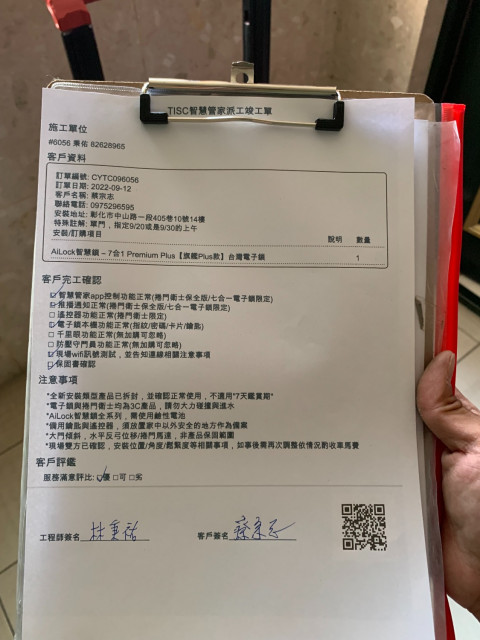 TISC智慧管家派工竣工單
施工單位
#6056 秉佑 82628965
客戶資料
訂單編號: CYTC096056
訂單日期: 2022-09-12
客戶名稱: 蔡宗志
聯絡電話: 0975296595
安裝地址: 彰化市中山路一段405巷10號14樓
特殊註解: 單門，指定9/20或是9/30的上午
安裝/訂購項目 說明 數量
AiLock智慧鎖 – 7合1 Premium Plus【旗艦Plus款】台灣電子鎖 1
客戶完工確認
☑智慧管家app控制功能正常(捲門衛士保全版/七合一電子鎖限定)
☑推播通知正常(捲門衛士保全版/七合一電子鎖限定)
☐遙控器功能正常(捲門衛士限定)
☑電子鎖本機功能正常(指紋/密碼/卡片/鑰匙)
☐千里眼功能正常(無加購可忽略)
☐防壓守門員功能正常(無加購可忽略)
☑現場wifi訊號測試，並告知連線相關注意事項
☑保固書確認
注意事項
*全新安裝類型產品已拆封，並確認正常使用，不適用"7天鑑賞期"
*電子鎖與捲門衛士均為3C產品，請勿大力碰撞與進水
*AiLock智慧鎖全系列，需使用鹼性電池
*備用鑰匙與遙控器，須放置家中以外安全的地方作為備案
*大門傾斜，水平反弓位移/捲門馬達，非產品保固範圍
*現場雙方已確認，安裝位置/角度/鬆緊度等相關事項，如事後需再次調整依情況酌收車馬費
客戶評鑑
服務滿意評比: ☑優 ☐可 ☐劣
工程師簽名 林秉祐 客戶簽名 蔡宗志